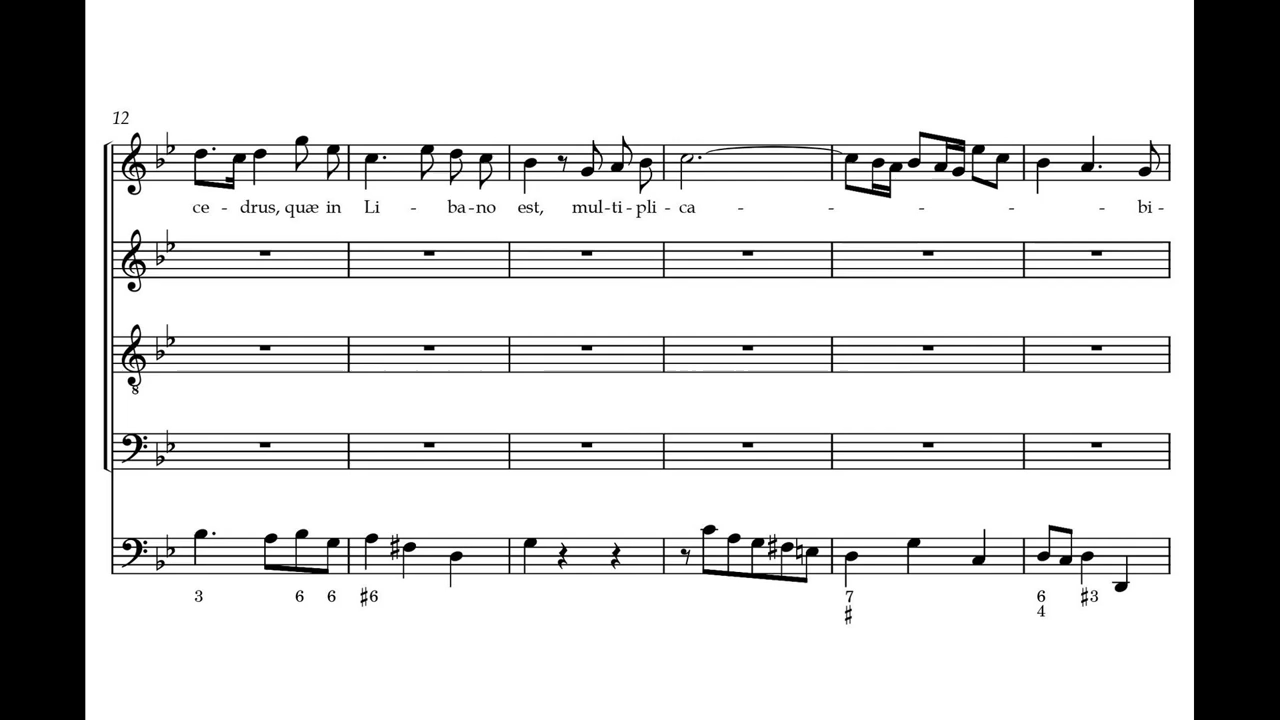 12
ce - drus, quæ in Li - ba - no est, mul - ti - pli - ca - - - - - bi -
8
3 6 6 ♯6 7 6 ♯3
♯ 4